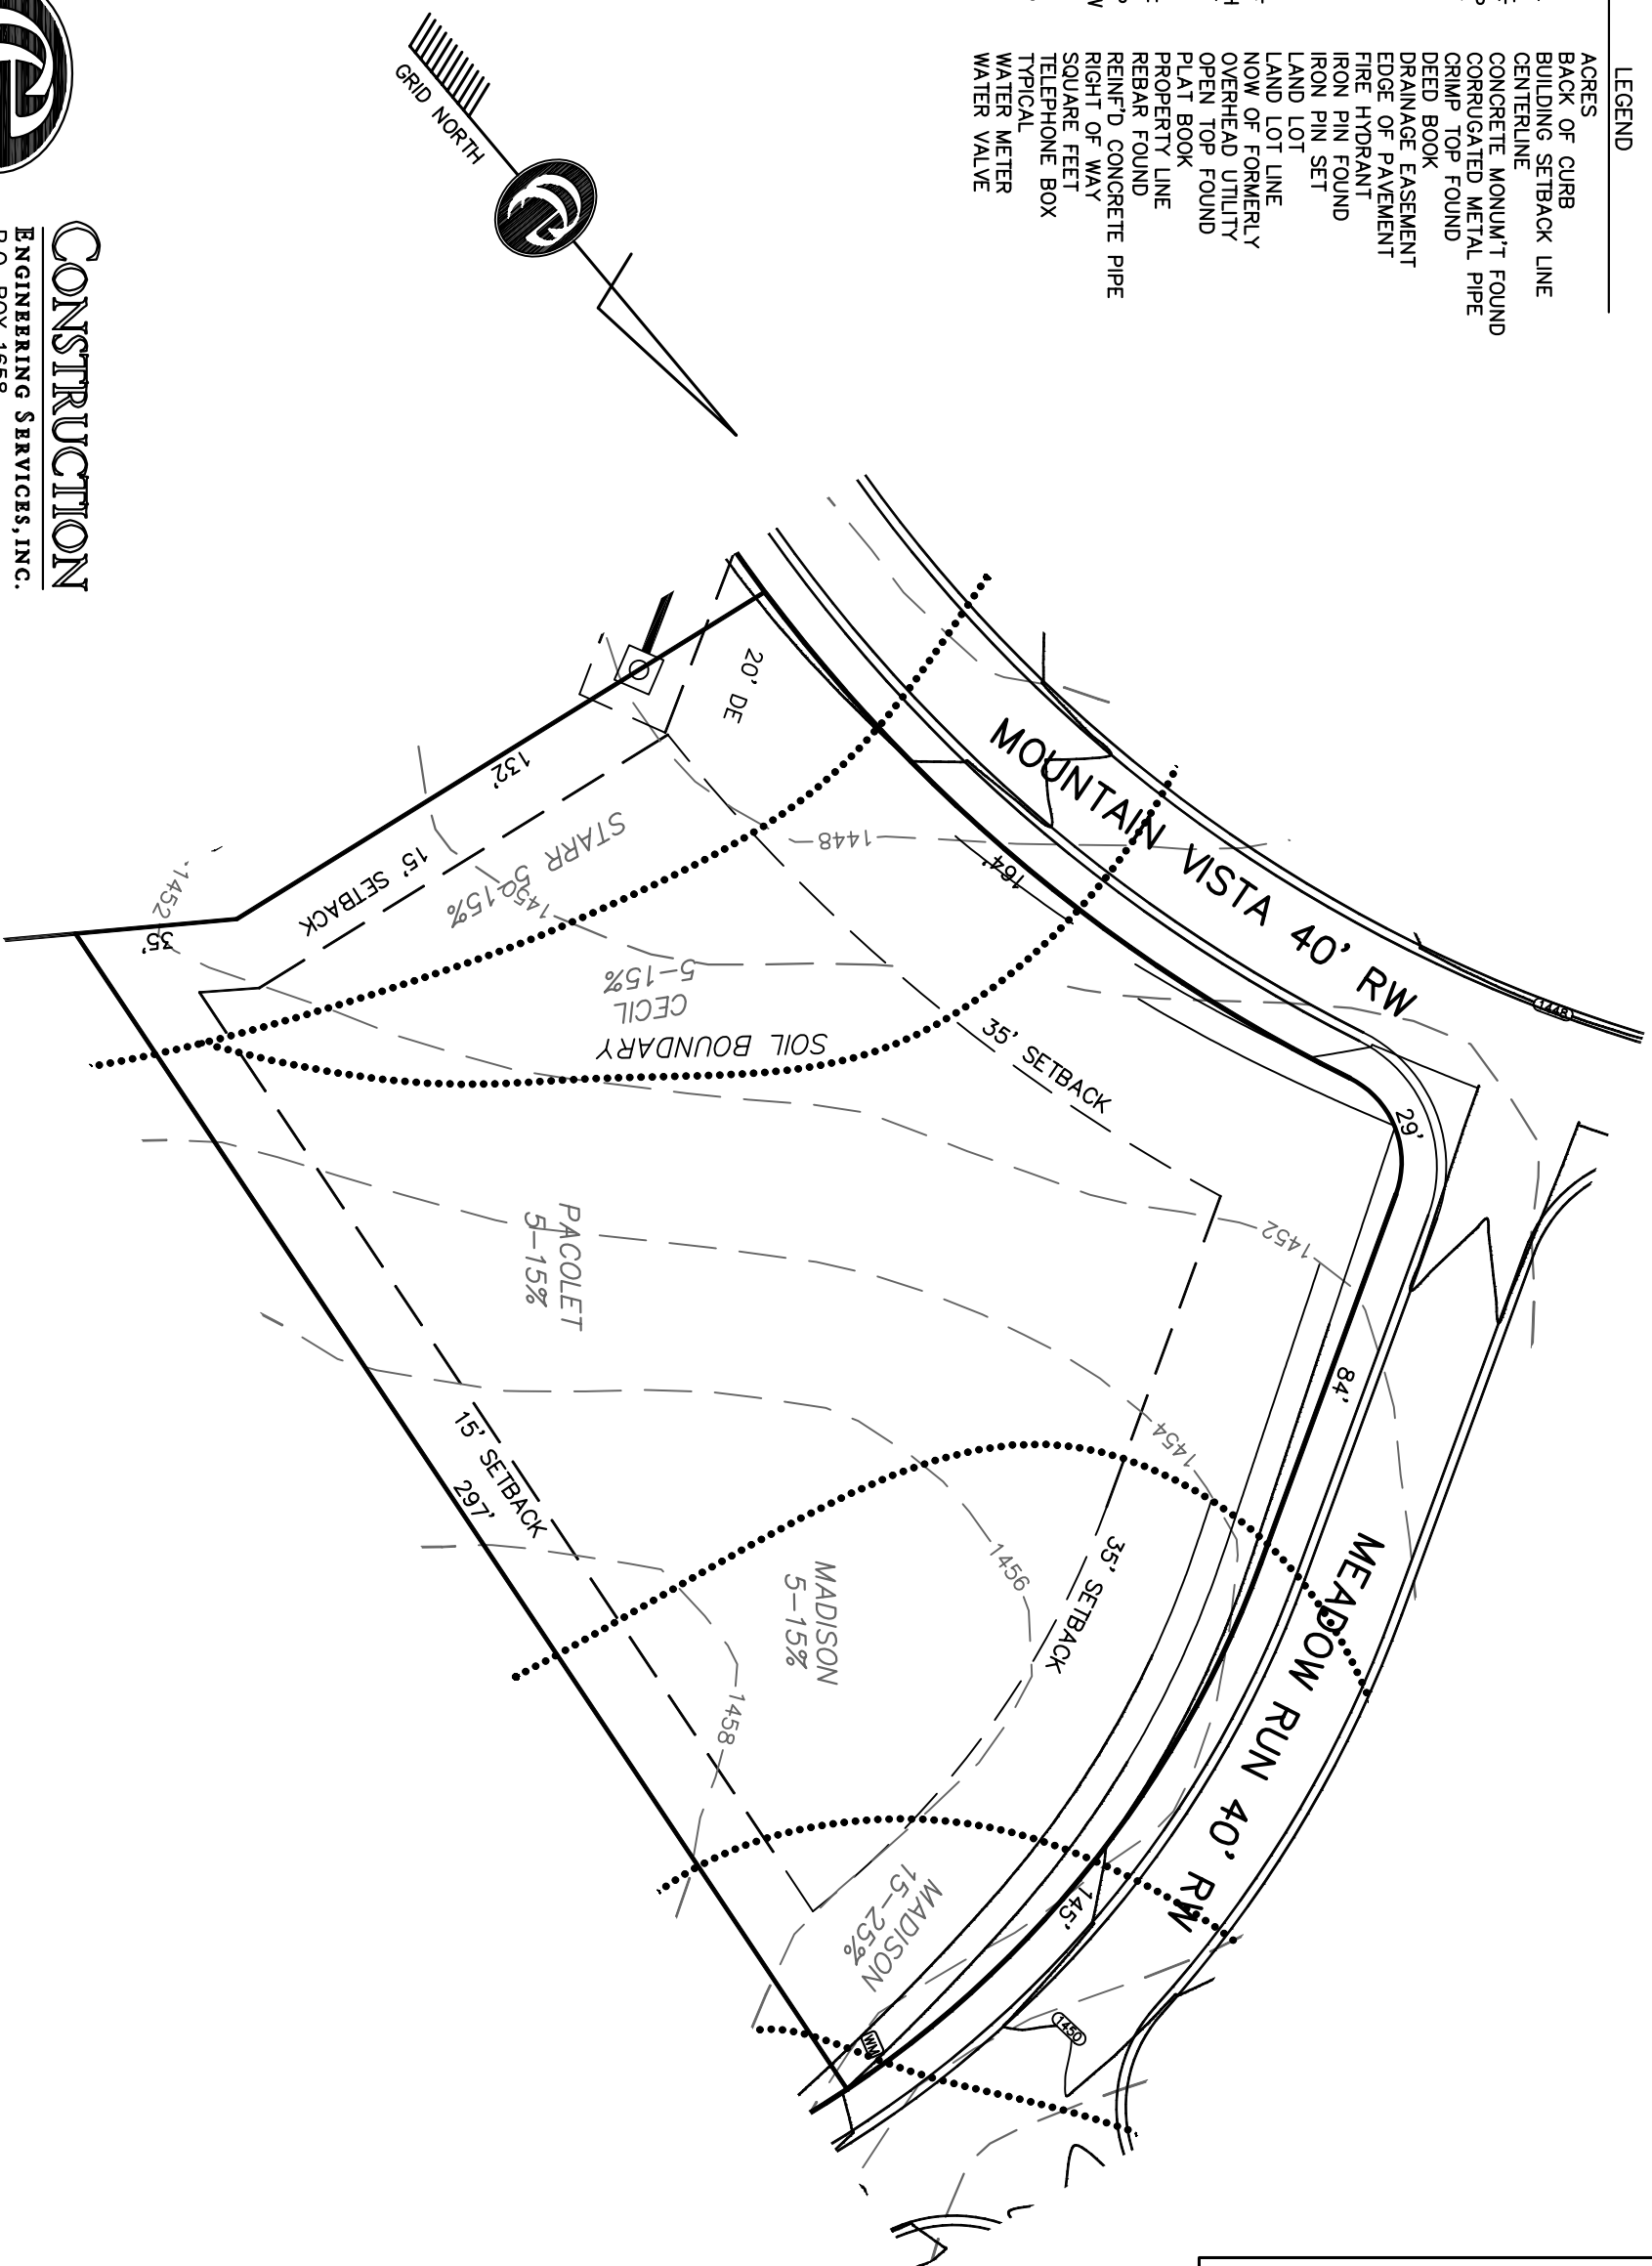 LEGEND
ACRES
BACK OF CURB
BUILDING SETBACK LINE
CENTERLINE
CONCRETE MONUM'T FOUND
CORRUGATED METAL PIPE
CRIMP TOP FOUND
DEED BOOK
DRAINAGE EASEMENT
EDGE OF PAVEMENT
FIRE HYDRANT
IRON PIN FOUND
IRON PIN SET
LAND LOT
LAND LOT LINE
NOW OF FORMERLY
OVERHEAD UTILITY
OPEN TOP FOUND
PLAT BOOK
PROPERTY LINE
REBAR FOUND
REINF'D CONCRETE PIPE
RIGHT OF WAY
SQUARE FEET
TELEPHONE BOX
TYPICAL
WATER METER
WATER VALVE
GRID NORTH
CONSTRUCTION
ENGINEERING SERVICES, INC.
P.O. BOX 1658
MOUNTAIN VISTA 40' RW
MEADOW RUN 40' RW
20' DE
132'
15' SETBACK
STARR
5-15%
1450
1448
164'
1448
1452
35'
CECIL
5-15%
SOIL BOUNDARY
35' SETBACK
29'
1452
84'
PACOLET
5-15%
15' SETBACK
297'
1454
1456
35' SETBACK
MADISON
5-15%
1458
MADISON
15-25%
145'
1450
WM